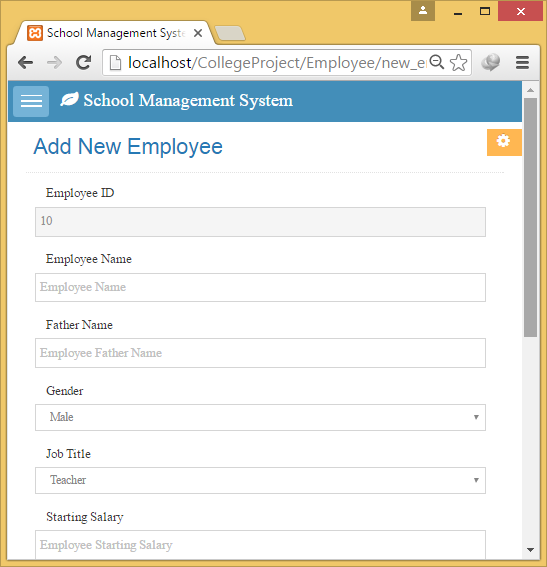 School Management Syste
localhost/CollegeProject/Employee/new_e
School Management System
Add New Employee
Employee ID
10
Employee Name
Employee Name
Father Name
Employee Father Name
Gender
Male
Job Title
Teacher
Starting Salary
Employee Starting Salary